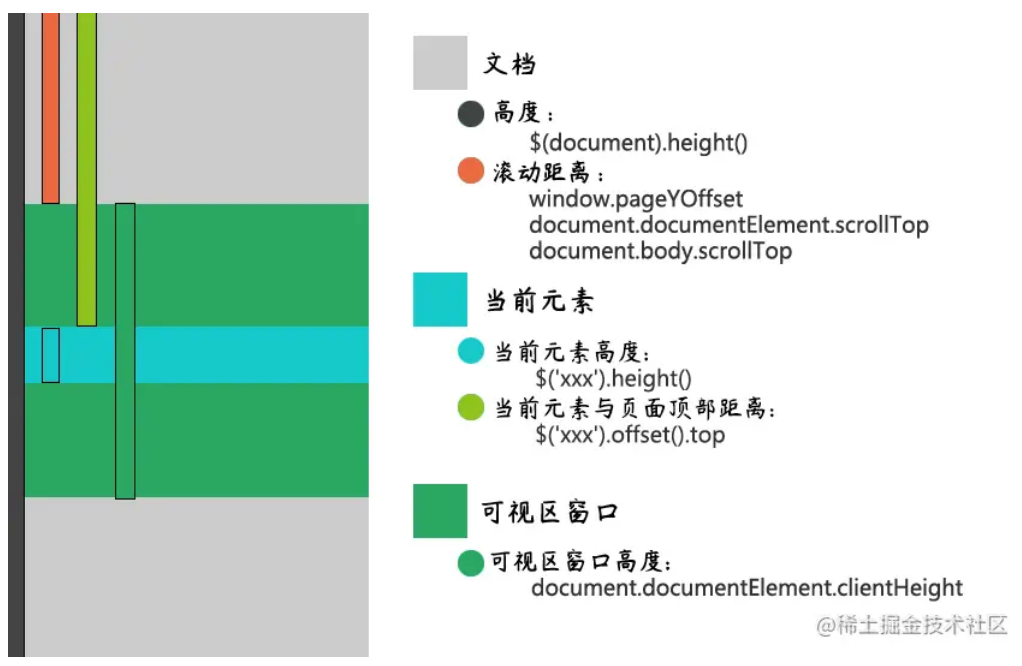 文档
高度：
$(document).height()
滚动距离：
window.pageYOffset
document.documentElement.scrollTop
document.body.scrollTop
当前元素
当前元素高度：
$('xxx').height()
当前元素与页面顶部距离：
$('xxx').offset().top
可视区窗口
可视区窗口高度：
document.documentElement.clientHeight
@稀土掘金技术社区